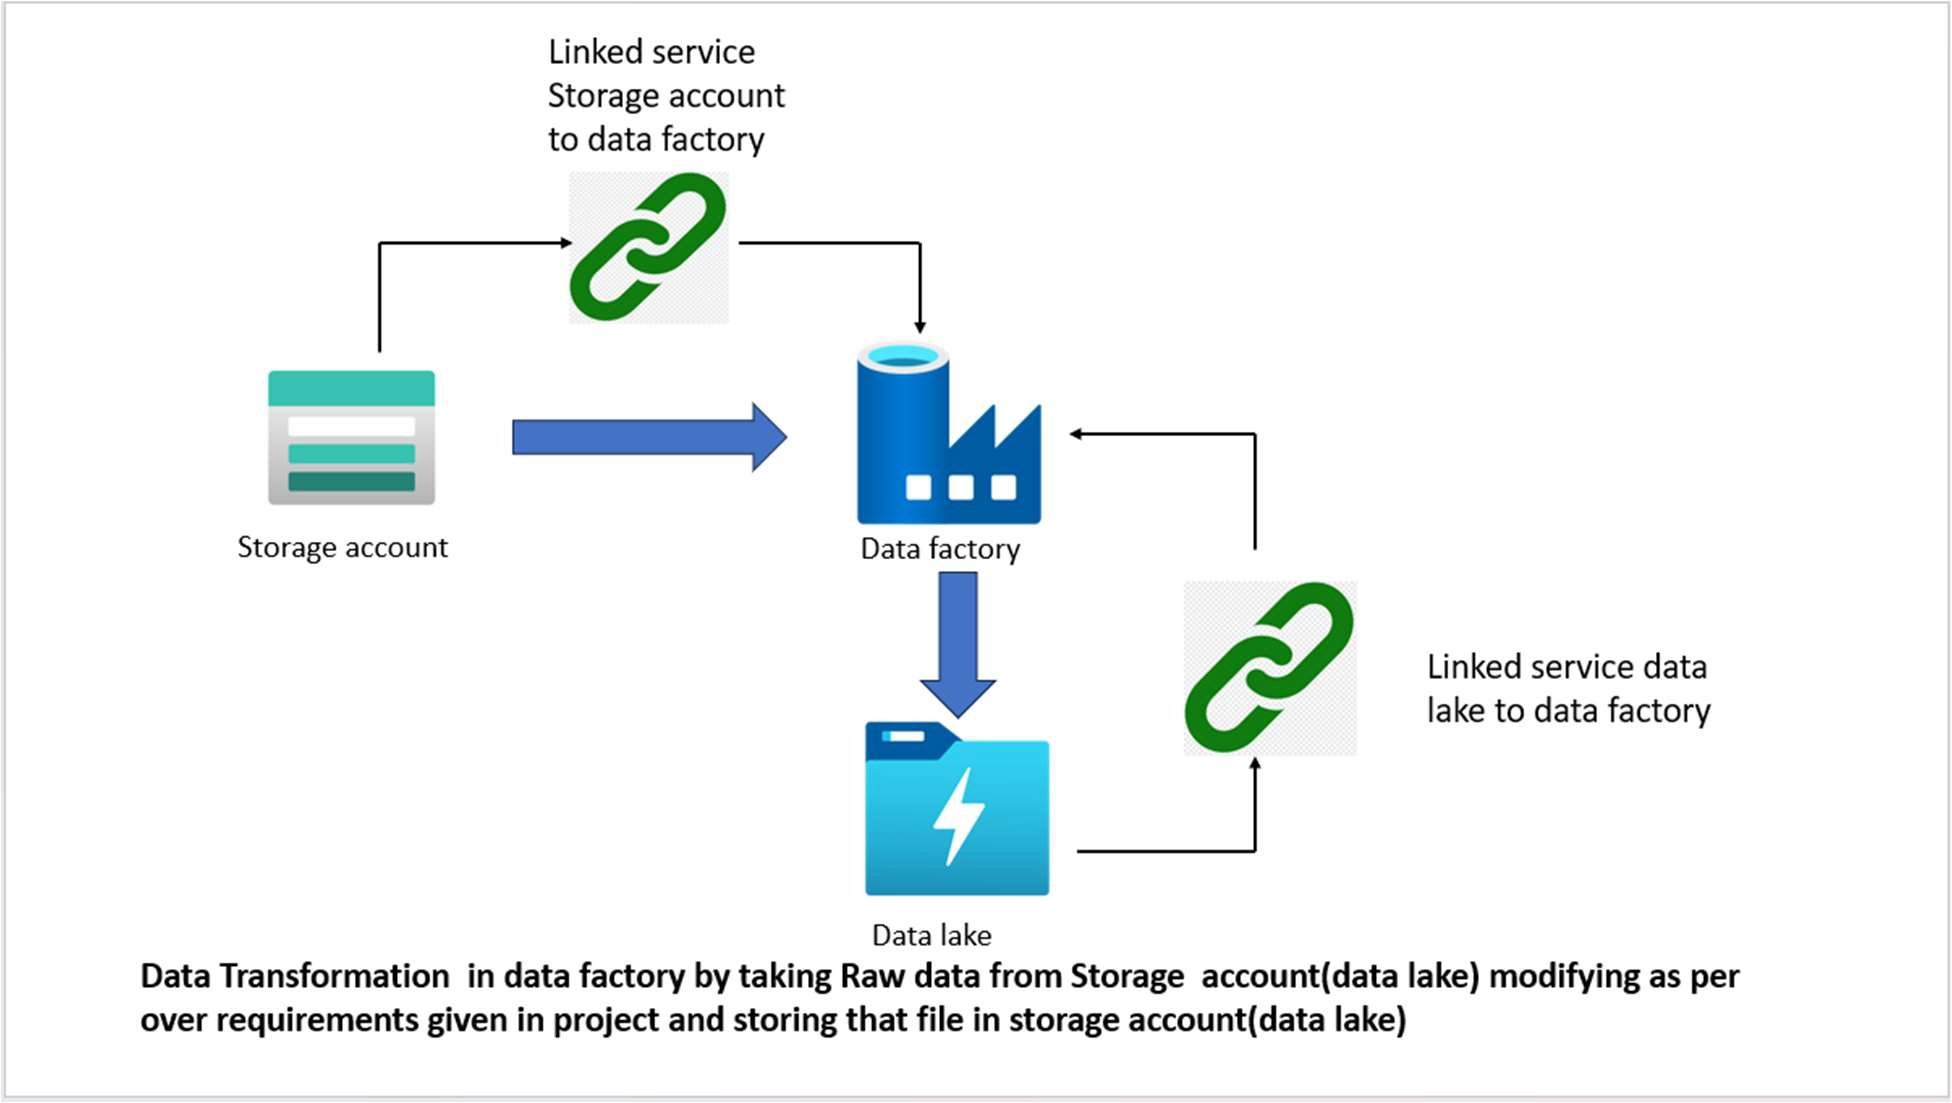 Linked service
Storage account
to data factory
Storage account
Data factory
Linked service data
lake to data factory
Data lake
Data Transformation  in data factory by taking Raw data from Storage  account(data lake) modifying as per
over requirements given in project and storing that file in storage account(data lake)